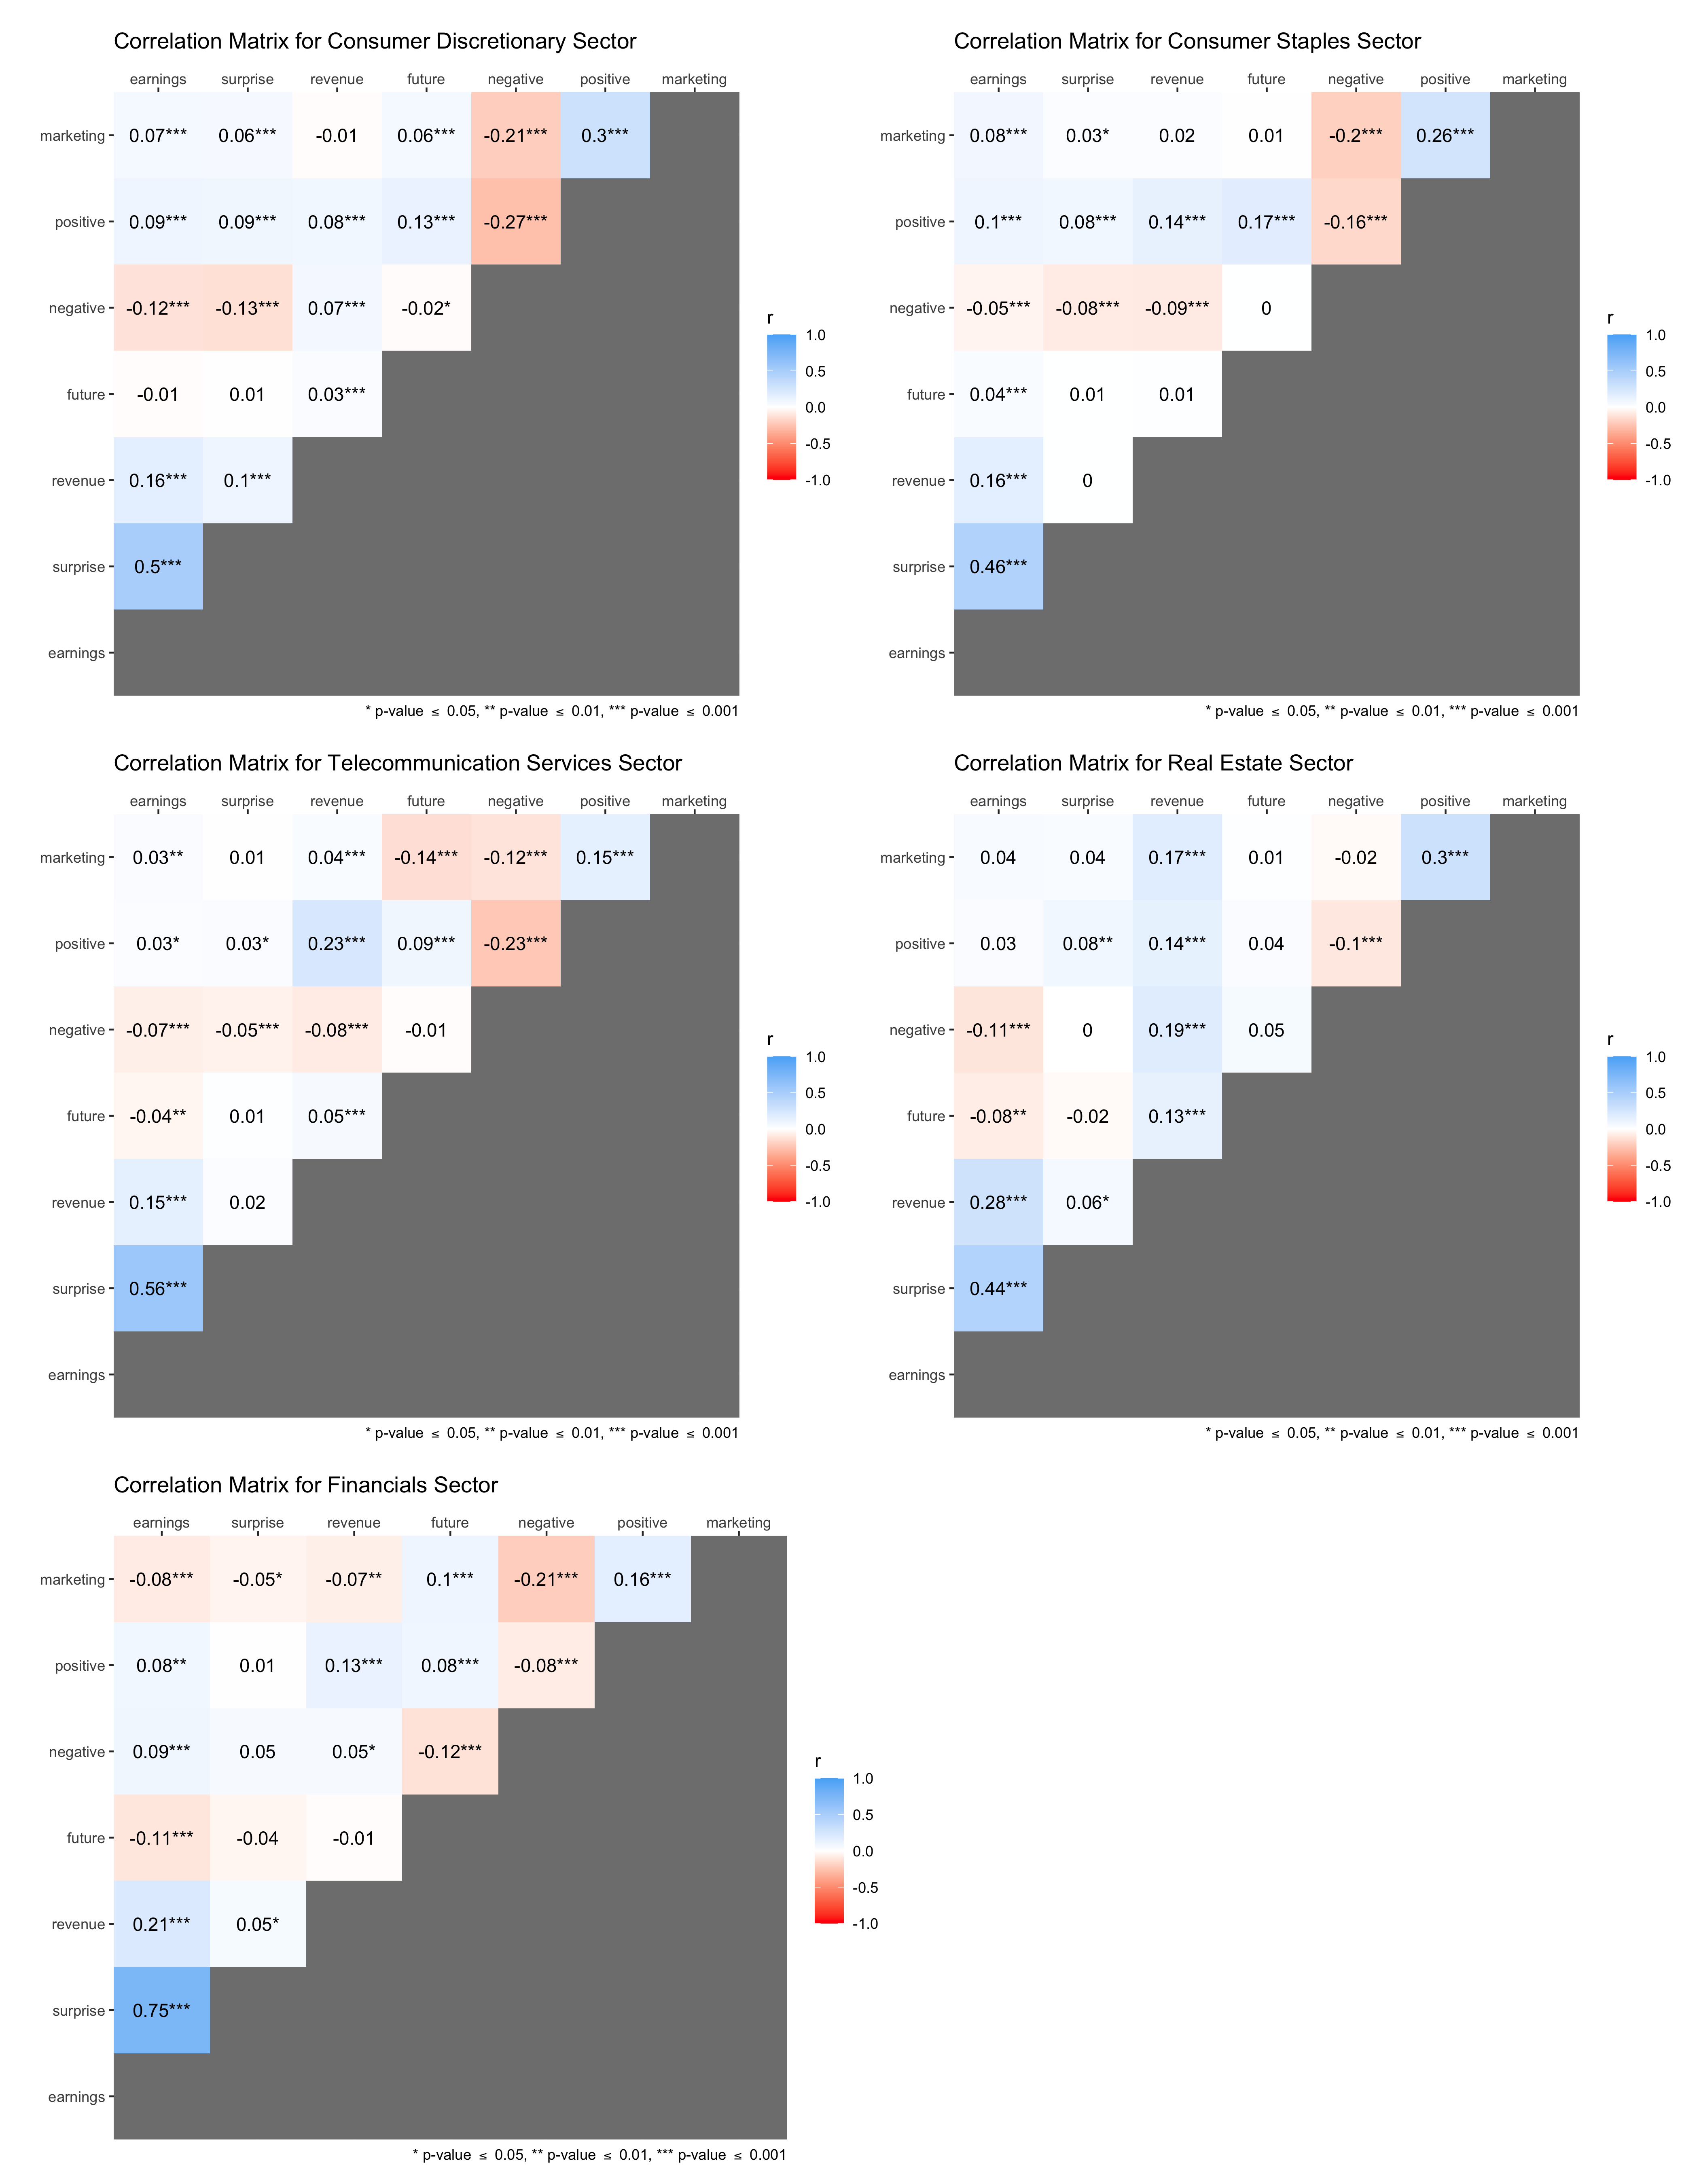 Correlation Matrix for Consumer Discretionary Sector
earnings surprise revenue future negative positive marketing
marketing 0.07*** 0.06*** -0.01 0.06*** -0.21*** 0.3***
positive 0.09*** 0.09*** 0.08*** 0.13*** -0.27***
negative -0.12*** -0.13*** 0.07*** -0.02*
future -0.01 0.01 0.03***
revenue 0.16*** 0.1***
surprise 0.5***
earnings
r
1.0
0.5
0.0
-0.5
-1.0
* p-value ≤ 0.05, ** p-value ≤ 0.01, *** p-value ≤ 0.001
Correlation Matrix for Consumer Staples Sector
earnings surprise revenue future negative positive marketing
marketing 0.08*** 0.03* 0.02 0.01 -0.2*** 0.26***
positive 0.1*** 0.08*** 0.14*** 0.17*** -0.16***
negative -0.05*** -0.08*** -0.09*** 0
future 0.04*** 0.01 0.01
revenue 0.16*** 0
surprise 0.46***
earnings
r
1.0
0.5
0.0
-0.5
-1.0
* p-value ≤ 0.05, ** p-value ≤ 0.01, *** p-value ≤ 0.001
Correlation Matrix for Telecommunication Services Sector
earnings surprise revenue future negative positive marketing
marketing 0.03** 0.01 0.04*** -0.14*** -0.12*** 0.15***
positive 0.03* 0.03* 0.23*** 0.09*** -0.23***
negative -0.07*** -0.05*** -0.08*** -0.01
future -0.04** 0.01 0.05***
revenue 0.15*** 0.02
surprise 0.56***
earnings
r
1.0
0.5
0.0
-0.5
-1.0
* p-value ≤ 0.05, ** p-value ≤ 0.01, *** p-value ≤ 0.001
Correlation Matrix for Real Estate Sector
earnings surprise revenue future negative positive marketing
marketing 0.04 0.04 0.17*** 0.01 -0.02 0.3***
positive 0.03 0.08** 0.14*** 0.04 -0.1***
negative -0.11*** 0 0.19*** 0.05
future -0.08** -0.02 0.13***
revenue 0.28*** 0.06*
surprise 0.44***
earnings
r
1.0
0.5
0.0
-0.5
-1.0
* p-value ≤ 0.05, ** p-value ≤ 0.01, *** p-value ≤ 0.001
Correlation Matrix for Financials Sector
earnings surprise revenue future negative positive marketing
marketing -0.08*** -0.05* -0.07** 0.1*** -0.21*** 0.16***
positive 0.08** 0.01 0.13*** 0.08*** -0.08***
negative 0.09*** 0.05 0.05* -0.12***
future -0.11*** -0.04 -0.01
revenue 0.21*** 0.05*
surprise 0.75***
earnings
r
1.0
0.5
0.0
-0.5
-1.0
* p-value ≤ 0.05, ** p-value ≤ 0.01, *** p-value ≤ 0.001